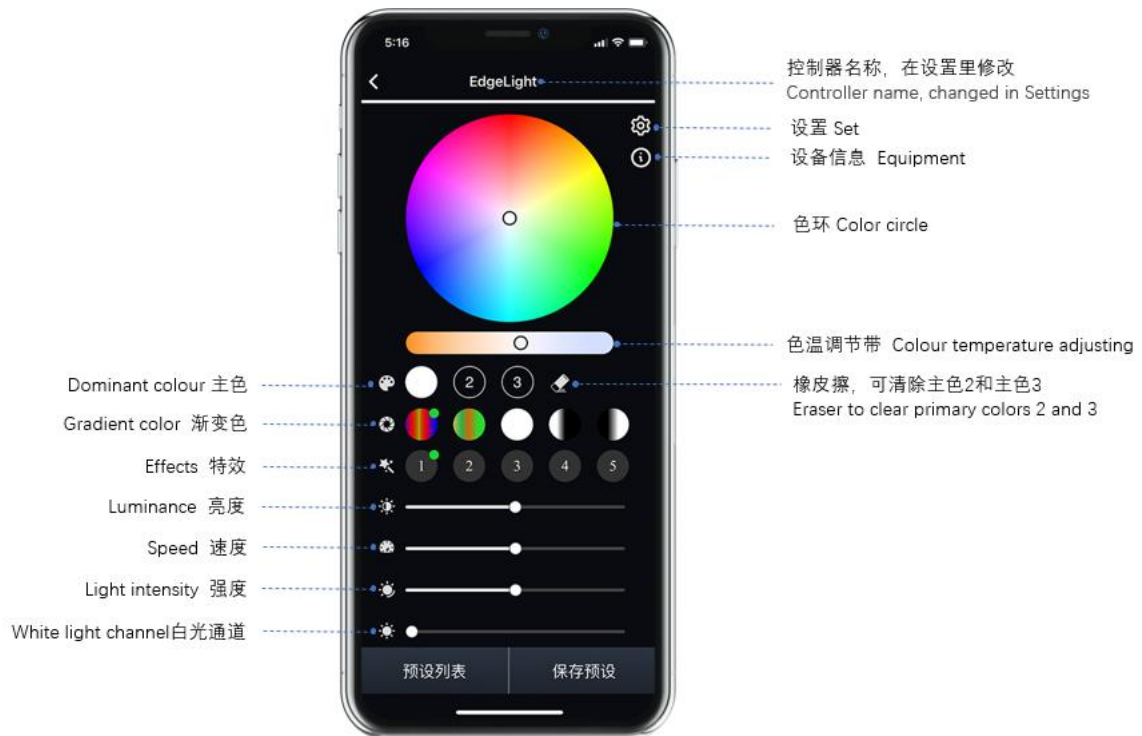 5:16
EdgeLight
控制器名称，在设置里修改
Controller name, changed in Settings
设置 Set
设备信息 Equipment
色环 Color circle
色温调节带 Colour temperature adjusting
Dominant colour 主色
2
3
橡皮擦，可清除主色2和主色3
Eraser to clear primary colors 2 and 3
Gradient color 渐变色
Effects 特效
1 2 3 4 5
Luminance 亮度
Speed 速度
Light intensity 强度
White light channel白光通道
预设列表
保存预设